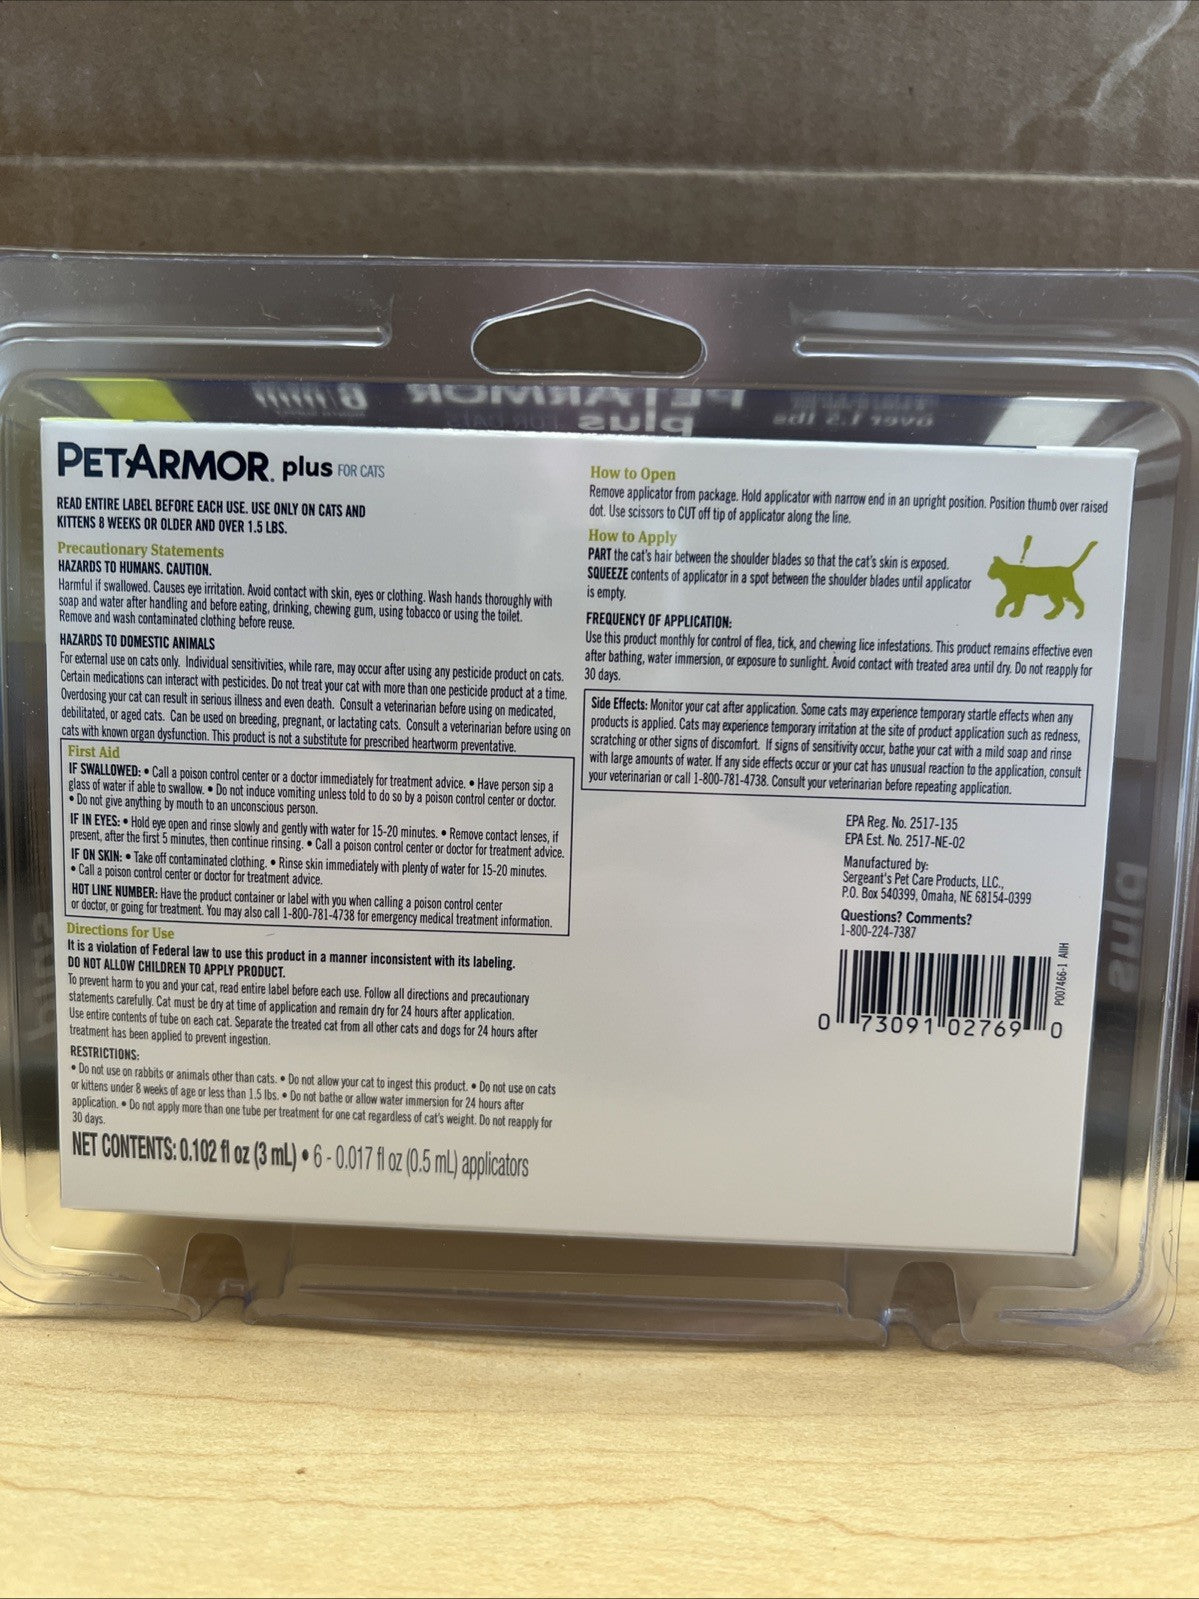 PETARMOR. plus FOR CATS
READ ENTIRE LABEL BEFORE EACH USE. USE ONLY ON CATS AND
KITTENS 8 WEEKS OR OLDER AND OVER 1.5 LBS.
Precautionary Statements
HAZARDS TO HUMANS. CAUTION.
Harmful if swallowed. Causes eye irritation. Avoid contact with skin, eyes or clothing. Wash hands thoroughly with
soap and water after handling and before eating, drinking, chewing gum, using tobacco or using the toilet.
Remove and wash contaminated clothing before reuse.
HAZARDS TO DOMESTIC ANIMALS
For external use on cats only. Individual sensitivities, while rare, may occur after using any pesticide product on cats.
Certain medications can interact with pesticides. Do not treat your cat with more than one pesticide product at a time.
Overdosing your cat can result in serious illness and even death. Consult a veterinarian before using on medicated,
debilitated, or aged cats. Can be used on breeding, pregnant, or lactating cats. Consult a veterinarian before using on
cats with known organ dysfunction. This product is not a substitute for prescribed heartworm preventative.
First Aid
IF SWALLOWED: • Call a poison control center or a doctor immediately for treatment advice. • Have person sip a
glass of water if able to swallow. • Do not induce vomiting unless told to do so by a poison control center or doctor.
• Do not give anything by mouth to an unconscious person.
IF IN EYES: • Hold eye open and rinse slowly and gently with water for 15-20 minutes. • Remove contact lenses, if
present, after the first 5 minutes, then continue rinsing. • Call a poison control center or doctor for treatment advice.
IF ON SKIN: • Take off contaminated clothing. • Rinse skin immediately with plenty of water for 15-20 minutes.
• Call a poison control center or doctor for treatment advice.
HOT LINE NUMBER: Have the product container or label with you when calling a poison control center
or doctor, or going for treatment. You may also call 1-800-781-4738 for emergency medical treatment information.
Directions for Use
It is a violation of Federal law to use this product in a manner inconsistent with its labeling.
DO NOT ALLOW CHILDREN TO APPLY PRODUCT.
To prevent harm to you and your cat, read entire label before each use. Follow all directions and precautionary
statements carefully. Cat must be dry at time of application and remain dry for 24 hours after application.
Use entire contents of tube on each cat. Separate the treated cat from all other cats and dogs for 24 hours after
treatment has been applied to prevent ingestion.
RESTRICTIONS:
• Do not use on rabbits or animals other than cats. • Do not allow your cat to ingest this product. • Do not use on cats
or kittens under 8 weeks of age or less than 1.5 lbs. • Do not bathe or allow water immersion for 24 hours after
application. • Do not apply more than one tube per treatment for one cat regardless of cat's weight. Do not reapply for
30 days.
NET CONTENTS: 0.102 fl oz (3 mL) • 6 - 0.017 fl oz (0.5 mL) applicators
How to Open
Remove applicator from package. Hold applicator with narrow end in an upright position. Position thumb over raised
dot. Use scissors to CUT off tip of applicator along the line.
How to Apply
PART the cat's hair between the shoulder blades so that the cat's skin is exposed.
SQUEEZE contents of applicator in a spot between the shoulder blades until applicator
is empty.
FREQUENCY OF APPLICATION:
Use this product monthly for control of flea, tick, and chewing lice infestations. This product remains effective even
after bathing, water immersion, or exposure to sunlight. Avoid contact with treated area until dry. Do not reapply for
30 days.
Side Effects: Monitor your cat after application. Some cats may experience temporary startle effects when any
products is applied. Cats may experience temporary irritation at the site of product application such as redness,
scratching or other signs of discomfort. If signs of sensitivity occur, bathe your cat with a mild soap and rinse
with large amounts of water. If any side effects occur or your cat has unusual reaction to the application, consult
your veterinarian or call 1-800-781-4738. Consult your veterinarian before repeating application.
EPA Reg. No. 2517-135
EPA Est. No. 2517-NE-02
Manufactured by:
Sergeant's Pet Care Products, LLC.,
P.O. Box 540399, Omaha, NE 68154-0399
Questions? Comments?
1-800-224-7387
0 73091 02769 0
P007466-1 AIIH
PETARMOR
plus
over 1.5 lbs
plus